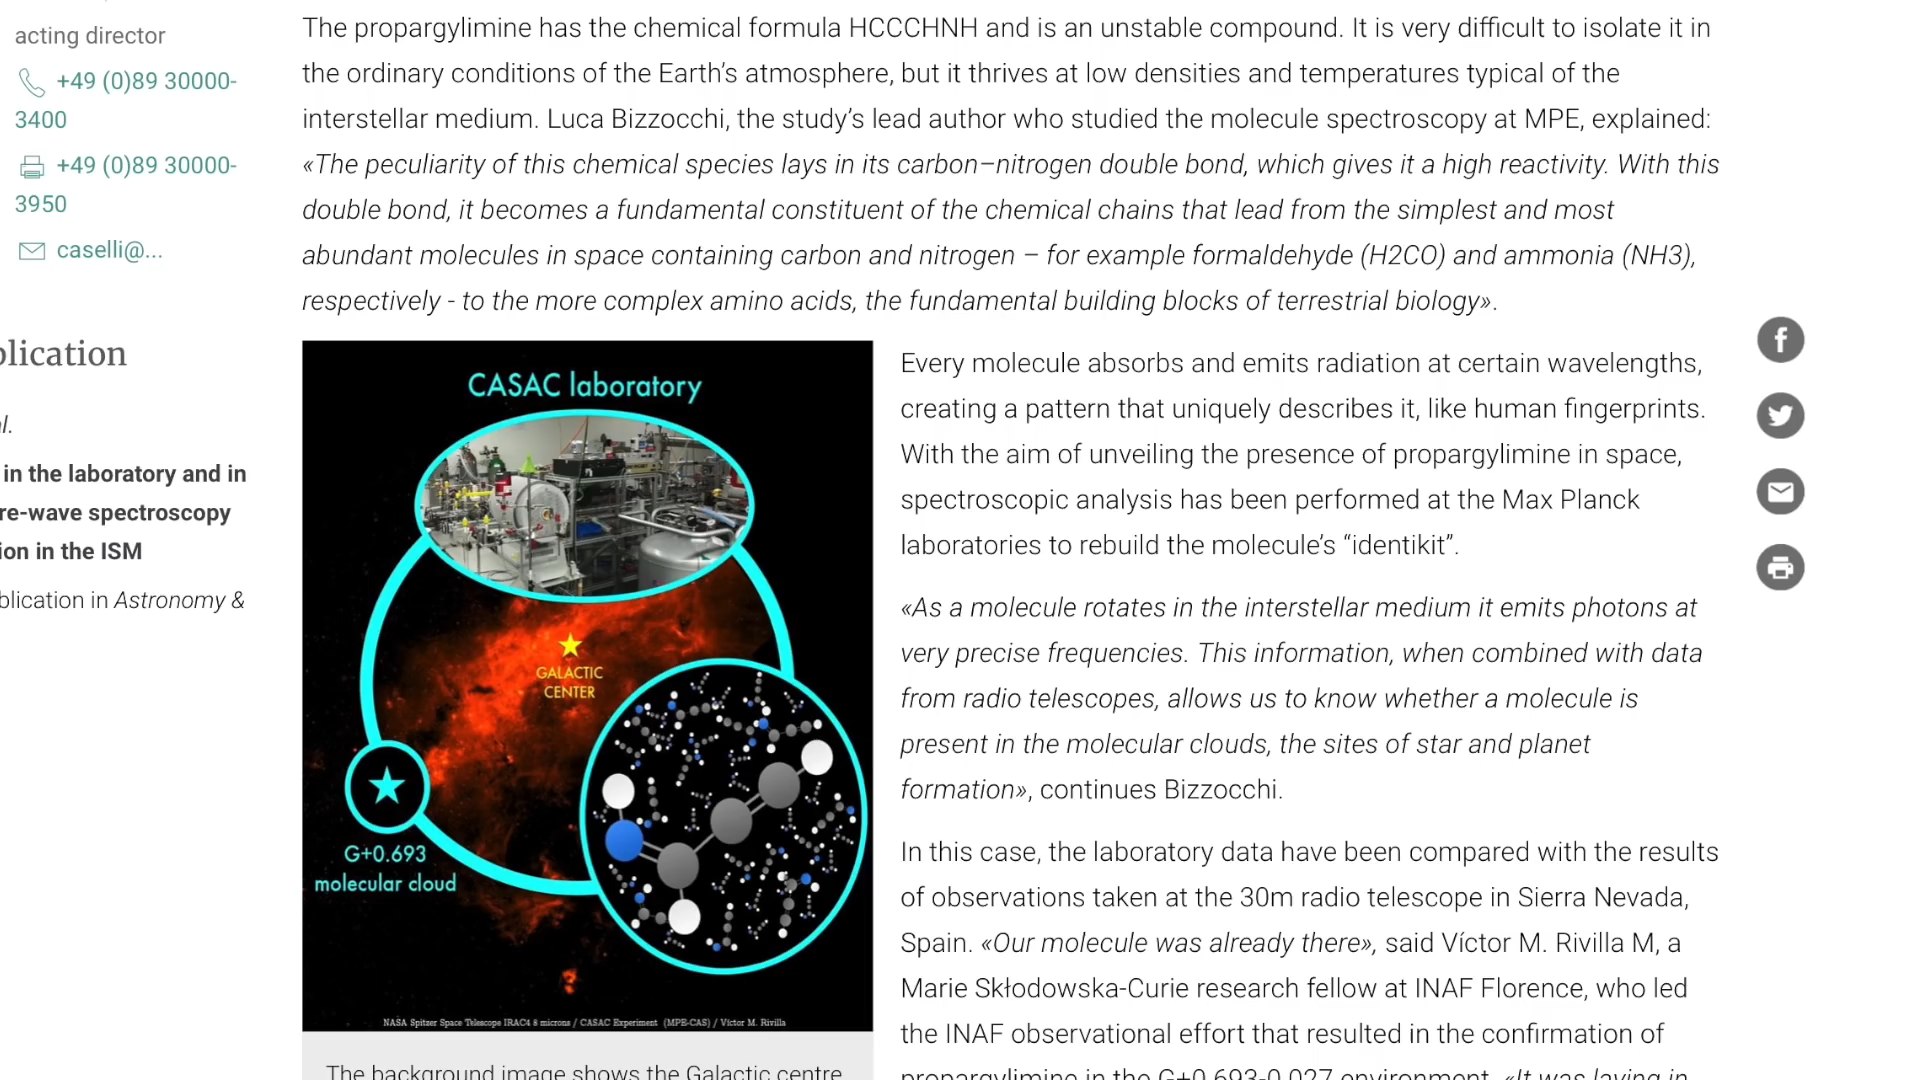 acting director
+49 (0)89 30000-
3400
+49 (0)89 30000-
3950
caselli@...
blication
al.
in the laboratory and in
re-wave spectroscopy
ion in the ISM
blication in Astronomy &
The propargylimine has the chemical formula HCCCHNH and is an unstable compound. It is very difficult to isolate it in
the ordinary conditions of the Earth’s atmosphere, but it thrives at low densities and temperatures typical of the
interstellar medium. Luca Bizzocchi, the study’s lead author who studied the molecule spectroscopy at MPE, explained:
«The peculiarity of this chemical species lays in its carbon–nitrogen double bond, which gives it a high reactivity. With this
double bond, it becomes a fundamental constituent of the chemical chains that lead from the simplest and most
abundant molecules in space containing carbon and nitrogen – for example formaldehyde (H2CO) and ammonia (NH3),
respectively - to the more complex amino acids, the fundamental building blocks of terrestrial biology».
CASAC laboratory
GALACTIC
CENTER
G+0.693
molecular cloud
NASA Spitzer Space Telescope IRAC4 8 microns / CASAC Experiment (MPE-CAS) / Víctor M. Rivilla
The background image shows the Galactic centre
Every molecule absorbs and emits radiation at certain wavelengths,
creating a pattern that uniquely describes it, like human fingerprints.
With the aim of unveiling the presence of propargylimine in space,
spectroscopic analysis has been performed at the Max Planck
laboratories to rebuild the molecule’s “identikit”.
«As a molecule rotates in the interstellar medium it emits photons at
very precise frequencies. This information, when combined with data
from radio telescopes, allows us to know whether a molecule is
present in the molecular clouds, the sites of star and planet
formation», continues Bizzocchi.
In this case, the laboratory data have been compared with the results
of observations taken at the 30m radio telescope in Sierra Nevada,
Spain. «Our molecule was already there», said Víctor M. Rivilla M, a
Marie Skłodowska-Curie research fellow at INAF Florence, who led
the INAF observational effort that resulted in the confirmation of
propargylimine in the G+0.693-0.027 environment. «It was laying in